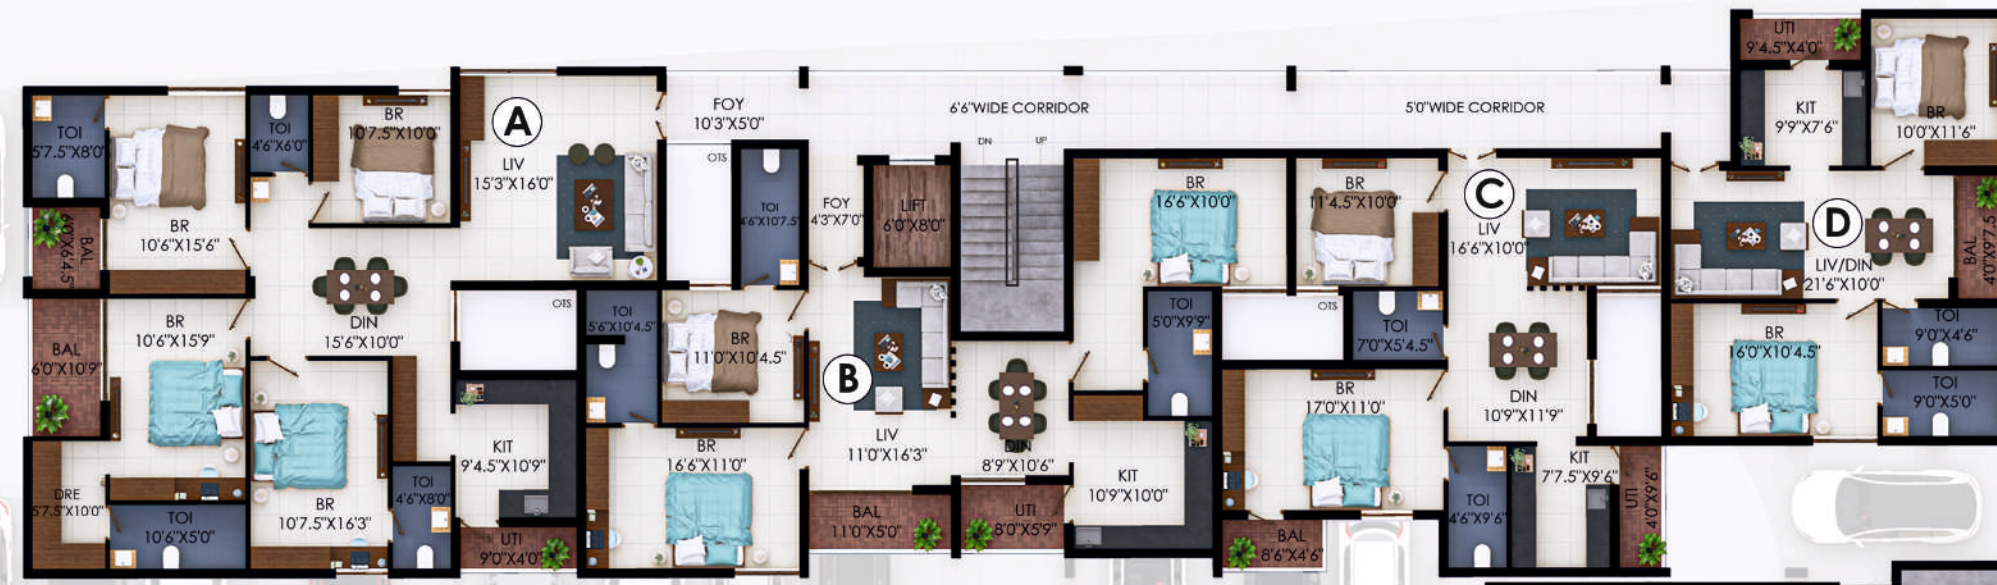 TOI
5'7.5"X8'0"
BR
10'6"X15'6"
TOI
4'6"X6'0"
BR
10'7.5"X10'0"
A
LIV
15'3"X16'0"
FOY
10'3"X5'0"
OTS
BAL
6'0"X6'4.5"
BAL
6'0"X10'9"
BR
10'6"X15'9"
DIN
15'6"X10'0"
OTS
DRE
5'7.5"X10'0"
TOI
10'6"X5'0"
BR
10'7.5"X16'3"
TOI
4'6"X8'0"
KIT
9'4.5"X10'9"
UTI
9'0"X4'0"
TOI
4'6"X10'7.5"
FOY
4'3"X7'0"
LIFT
6'0"X8'0"
6'6"WIDE CORRIDOR
DN
UP
5'0"WIDE CORRIDOR
TOI
5'6"X10'4.5"
BR
11'0"X10'4.5"
B
LIV
11'0"X16'3"
BR
16'6"X11'0"
DIN
8'9"X10'6"
BAL
11'0"X5'0"
UTI
8'0"X5'9"
KIT
10'9"X10'0"
BR
16'6"X10'0"
BR
11'4.5"X10'0"
C
LIV
16'6"X10'0"
TOI
5'0"X9'9"
OTS
TOI
7'0"X5'4.5"
BR
17'0"X11'0"
DIN
10'9"X11'9"
BAL
8'6"X4'6"
TOI
4'6"X9'6"
KIT
7'7.5"X9'6"
UTI
4'0"X9'6"
UTI
9'4.5"X4'0"
KIT
9'9"X7'6"
BR
10'0"X11'6"
D
LIV/DIN
21'6"X10'0"
BAL
4'0"X9'7.5
BR
16'0"X10'4.5"
TOI
9'0"X4'6"
TOI
9'0"X5'0"